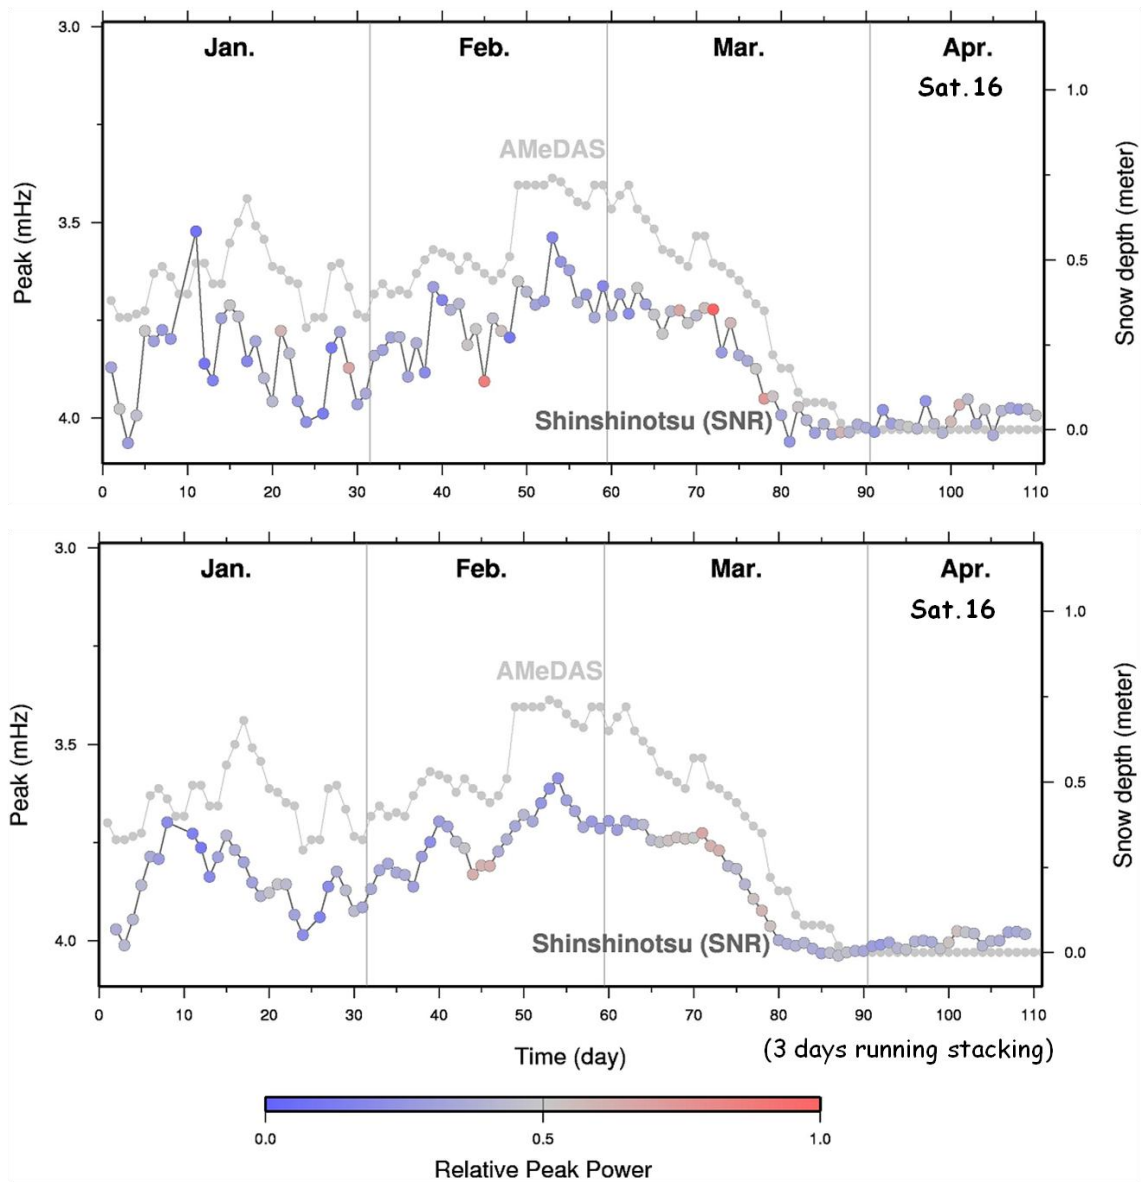 3.0
Jan. Feb. Mar. Apr.
Sat.16
1.0
AMeDAS
Peak (mHz)
3.5
0.5
Snow depth (meter)
4.0
Shinshinotsu (SNR)
0.0
0 10 20 30 40 50 60 70 80 90 100 110
3.0
Jan. Feb. Mar. Apr.
Sat.16
1.0
AMeDAS
Peak (mHz)
3.5
0.5
Snow depth (meter)
4.0
Shinshinotsu (SNR)
0.0
0 10 20 30 40 50 60 70 80 90 100 110
Time (day)
(3 days running stacking)
0.0 0.5 1.0
Relative Peak Power